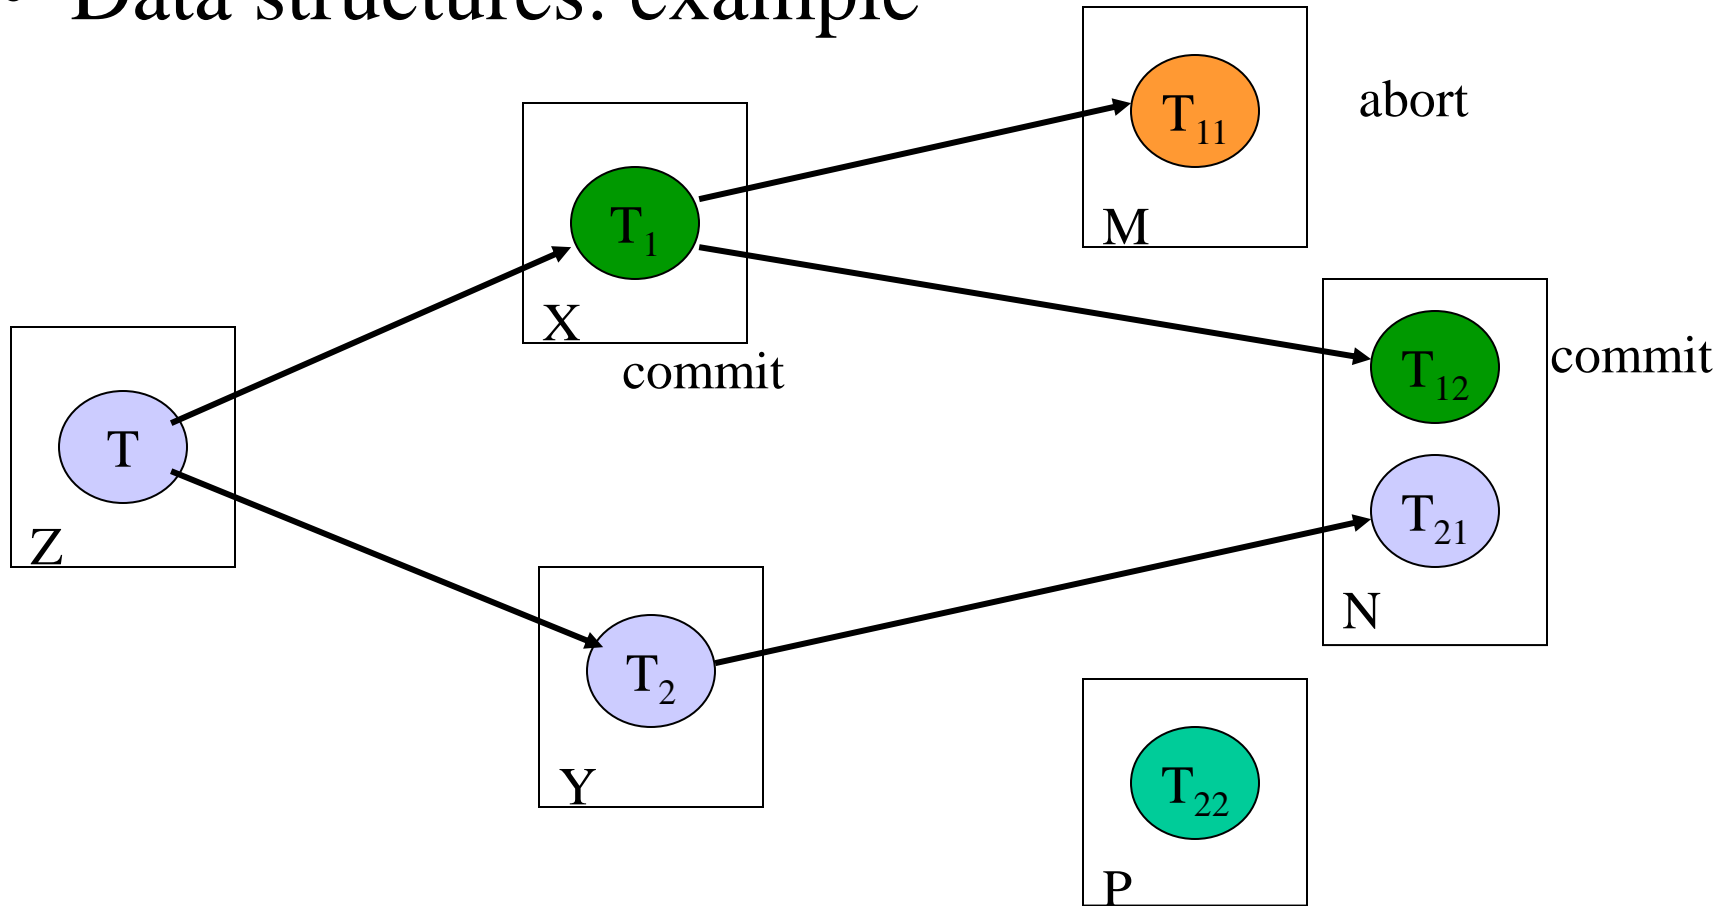 • Data structures: example
T11
abort
M
T1
X
commit
T12
commit
T
Z
T21
N
T2
Y
T22
P